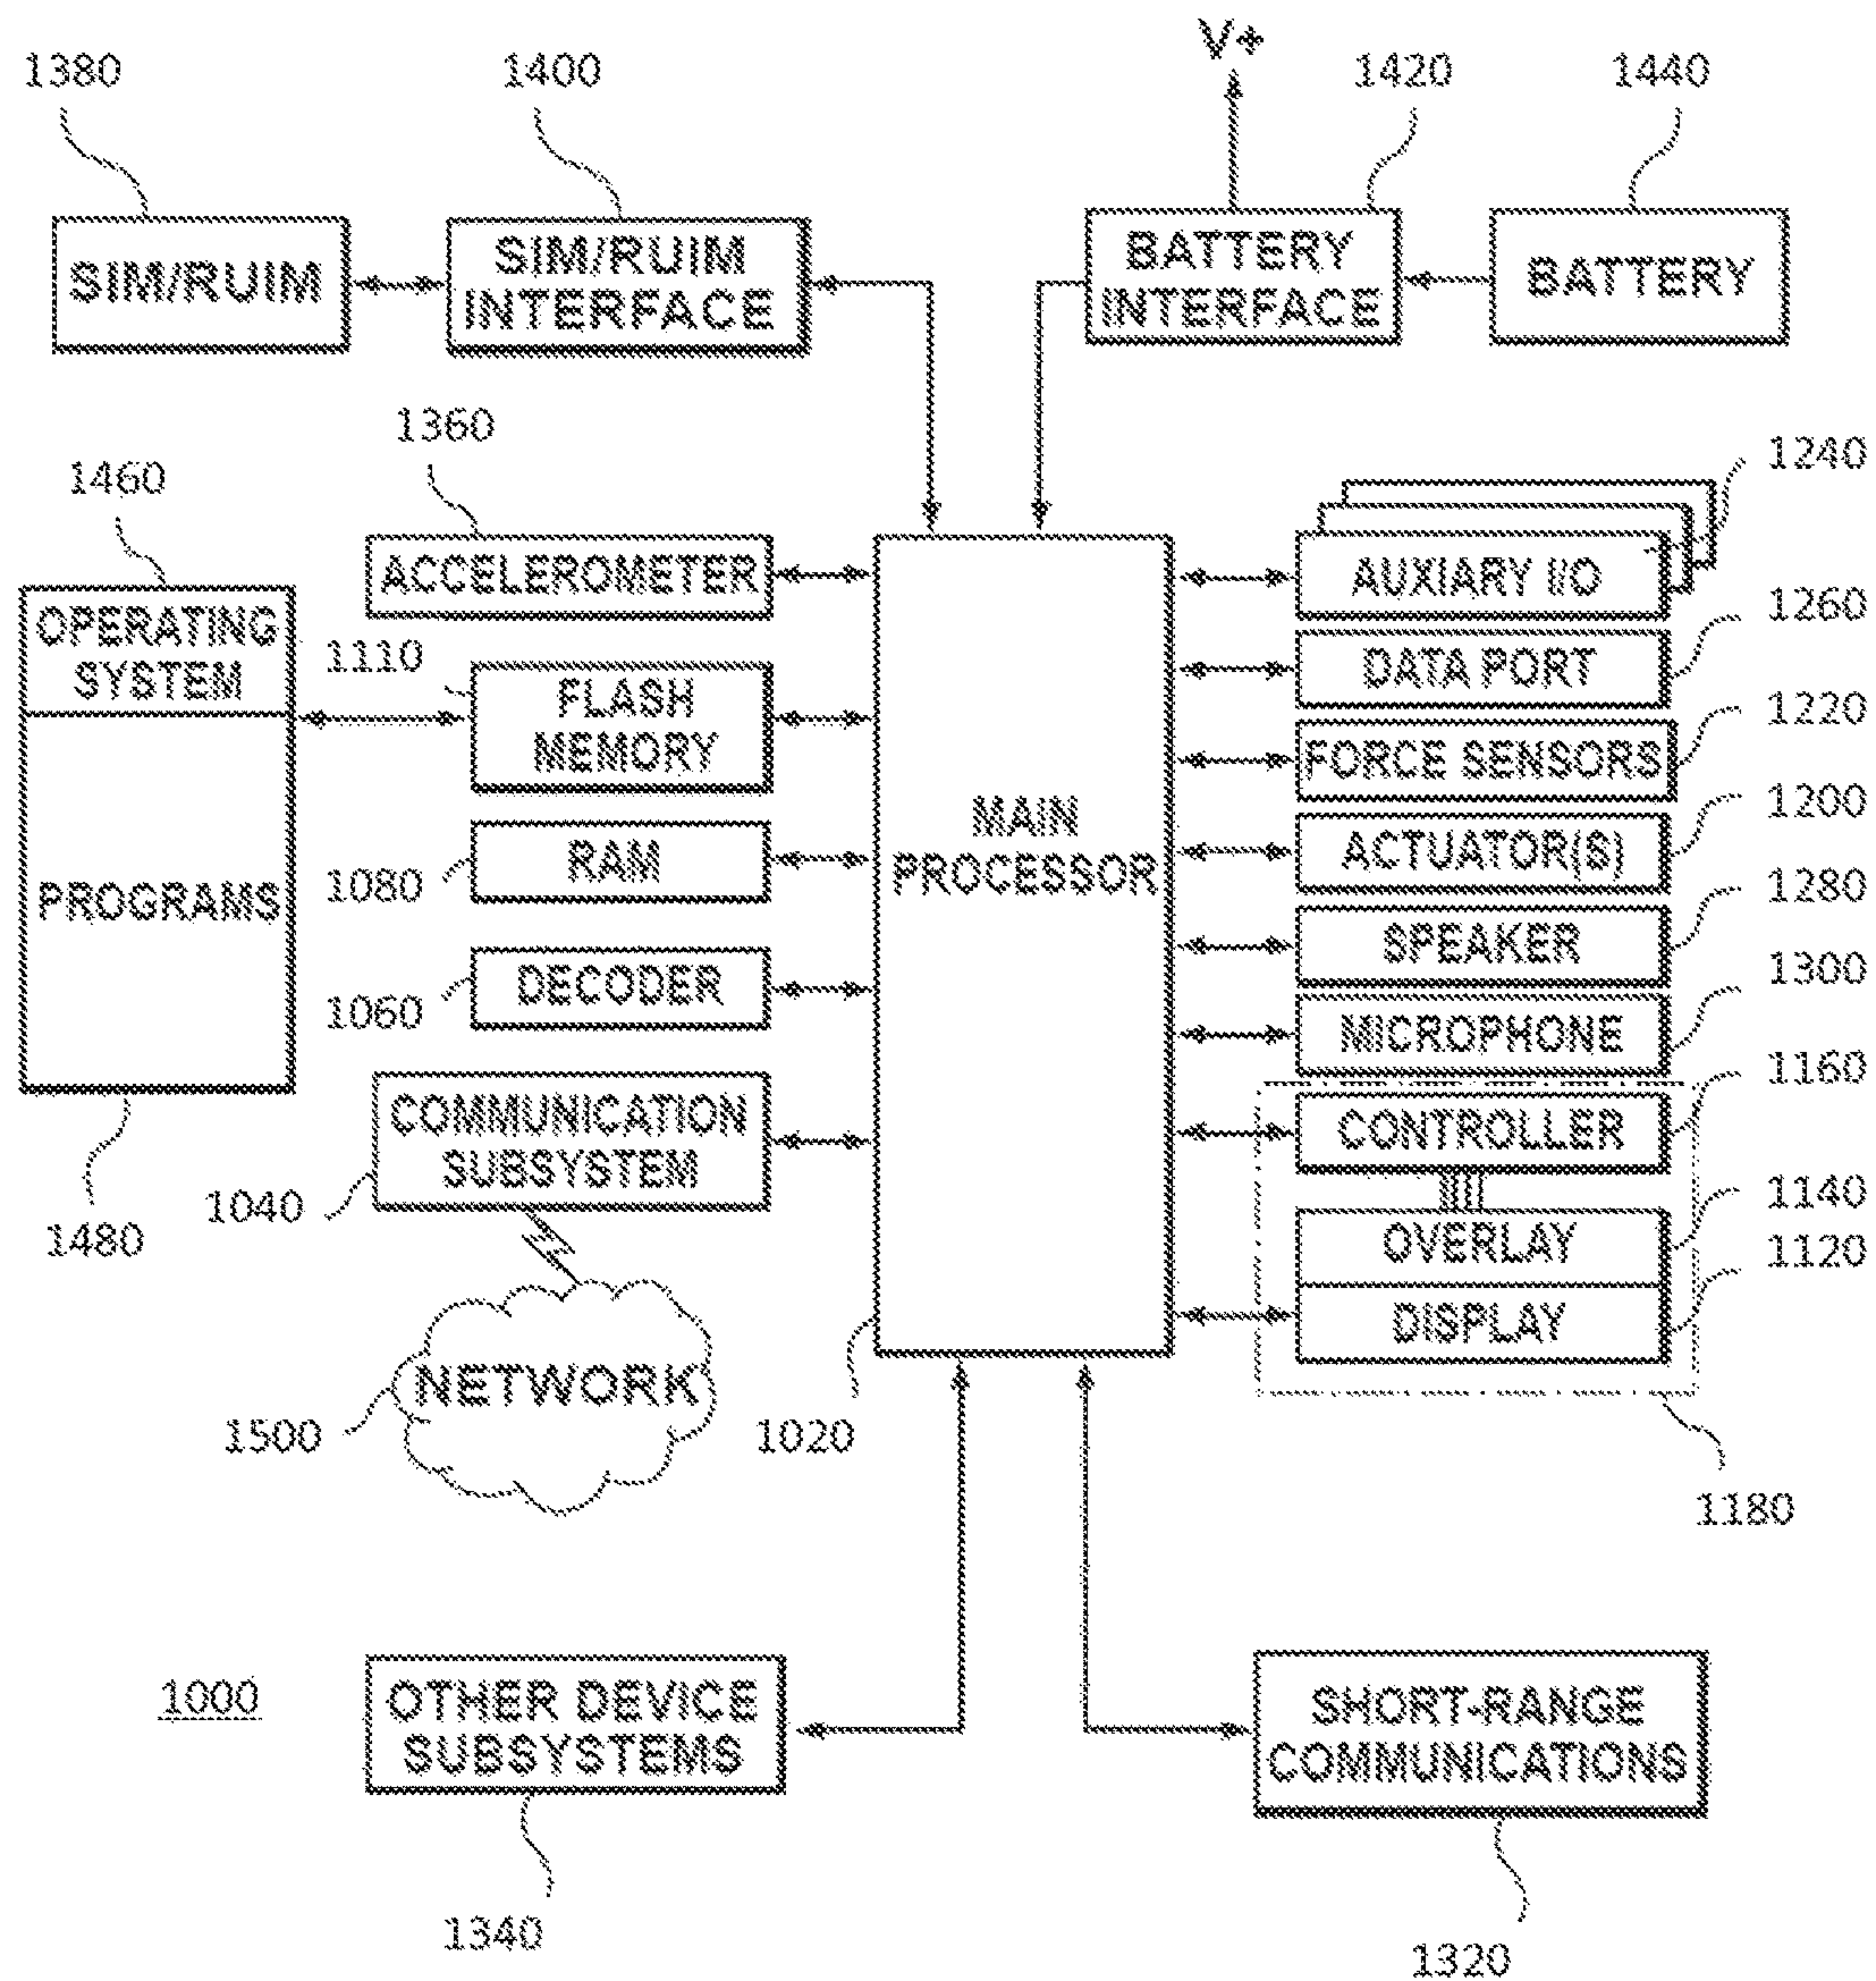 V+
1380
1400
1420
1440
SIM/RUIM
SIM/RUIM
INTERFACE
BATTERY
INTERFACE
BATTERY
1360
1240
1460
ACCELEROMETER
AUXIARY I/O
OPERATING
SYSTEM
1110
FLASH
MEMORY
DATA PORT
1260
FORCE SENSORS
1220
MAIN
PROCESSOR
1200
ACTUATOR(S)
RAM
1080
PROGRAMS
1280
SPEAKER
DECODER
1060
1300
MICROPHONE
1160
COMMUNICATION
SUBSYSTEM
CONTROLLER
1040
1140
1480
OVERLAY
1120
DISPLAY
NETWORK
1500
1020
1180
1000
OTHER DEVICE
SUBSYSTEMS
SHORT-RANGE
COMMUNICATIONS
1340
1320